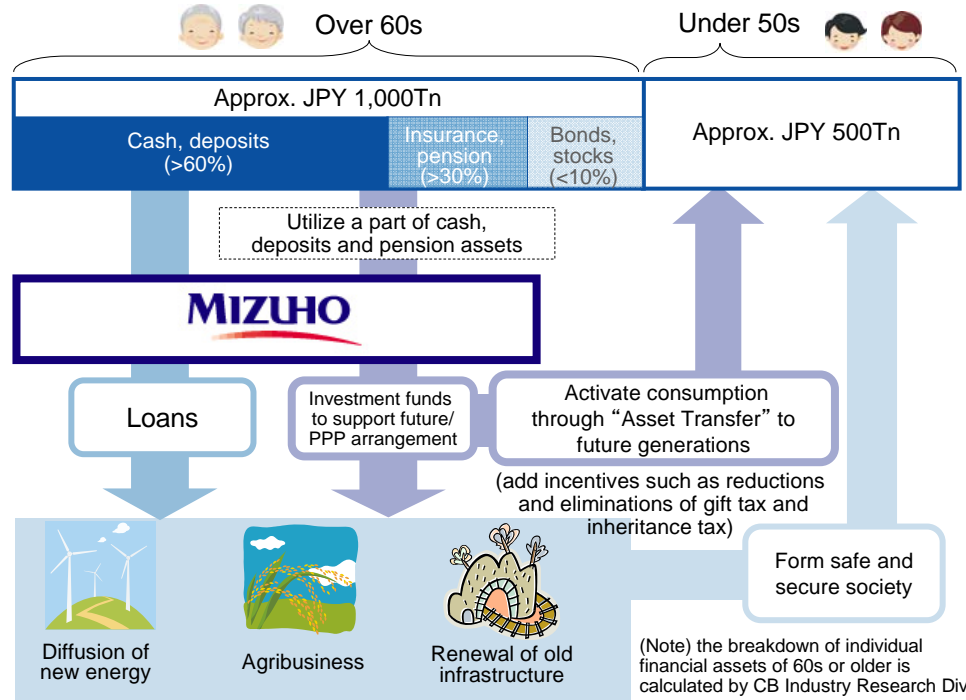 Over 60s
Under 50s
Approx. JPY 1,000Tn
Approx. JPY 500Tn
Cash, deposits
(>60%)
Insurance,
pension
(>30%)
Bonds,
stocks
(<10%)
Utilize a part of cash,
deposits and pension assets
MIZUHO
Loans
Investment funds
to support future/
PPP arrangement
Activate consumption
through “Asset Transfer” to
future generations
(add incentives such as reductions
and eliminations of gift tax and
inheritance tax)
Form safe and
secure society
Diffusion of
new energy
Agribusiness
Renewal of old
infrastructure
(Note) the breakdown of individual
financial assets of 60s or older is
calculated by CB Industry Research Div